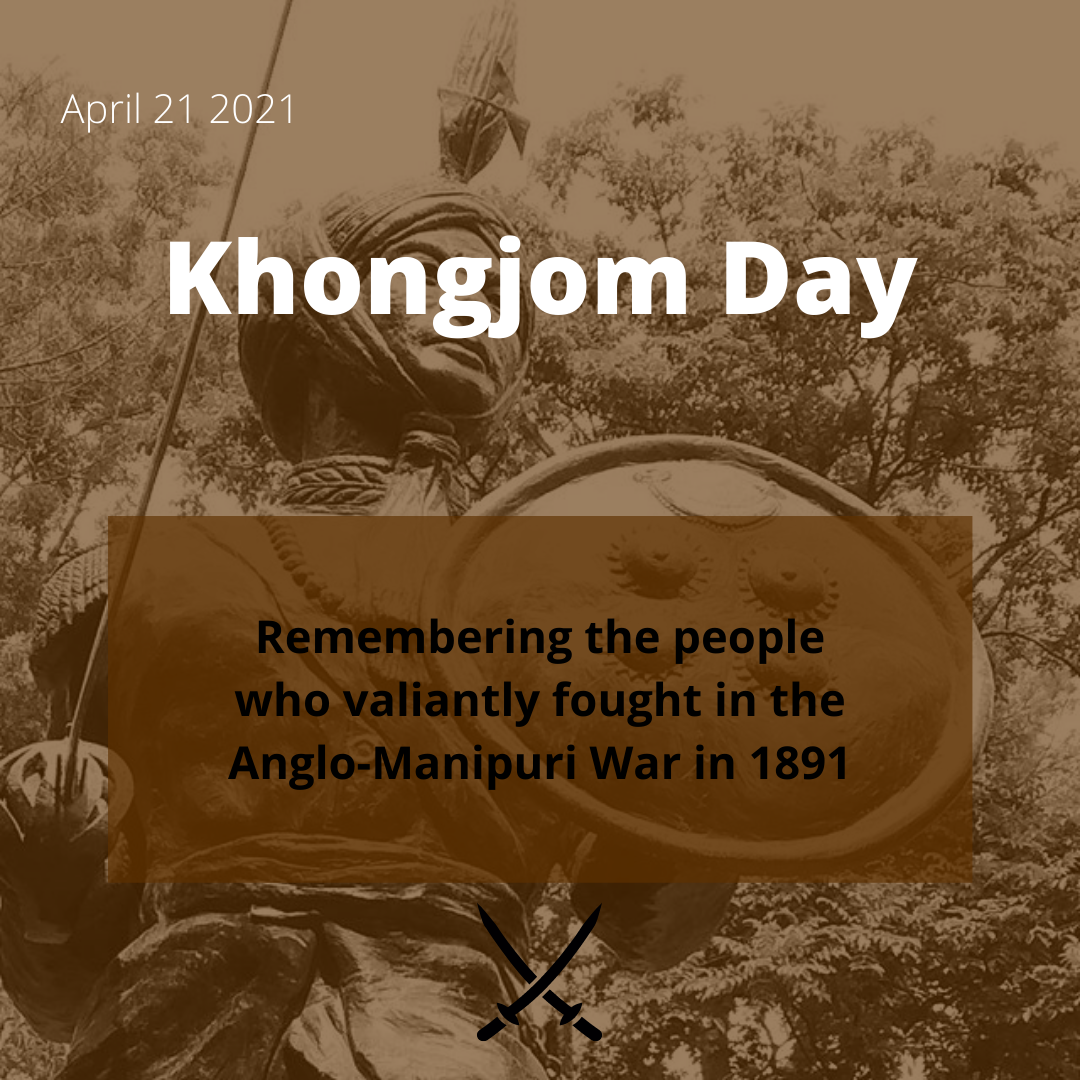 April 21 2021
Khongjom Day
Remembering the people
who valiantly fought in the
Anglo-Manipuri War in 1891